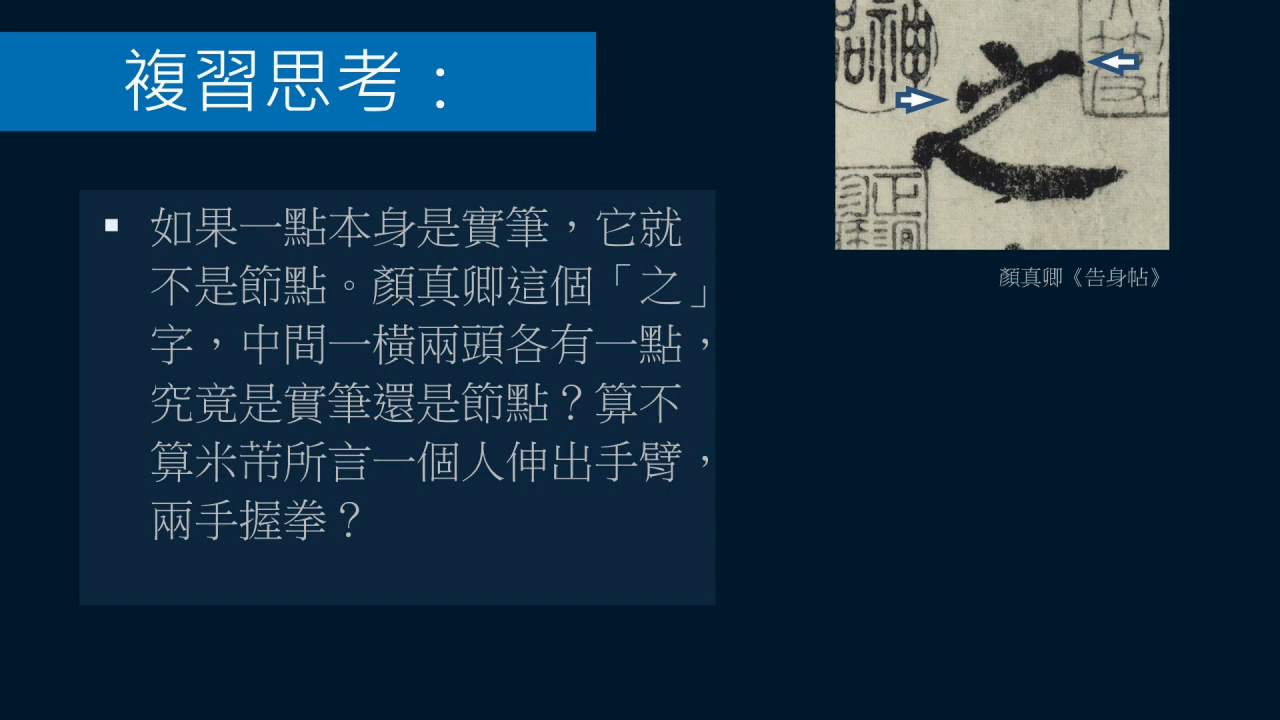 複習思考：
如果一點本身是實筆，它就
不是節點。顏真卿這個「之」
字，中間一橫兩頭各有一點，
究竟是實筆還是節點？算不
算米芾所言一個人伸出手臂，
兩手握拳？
之
顏真卿《告身帖》